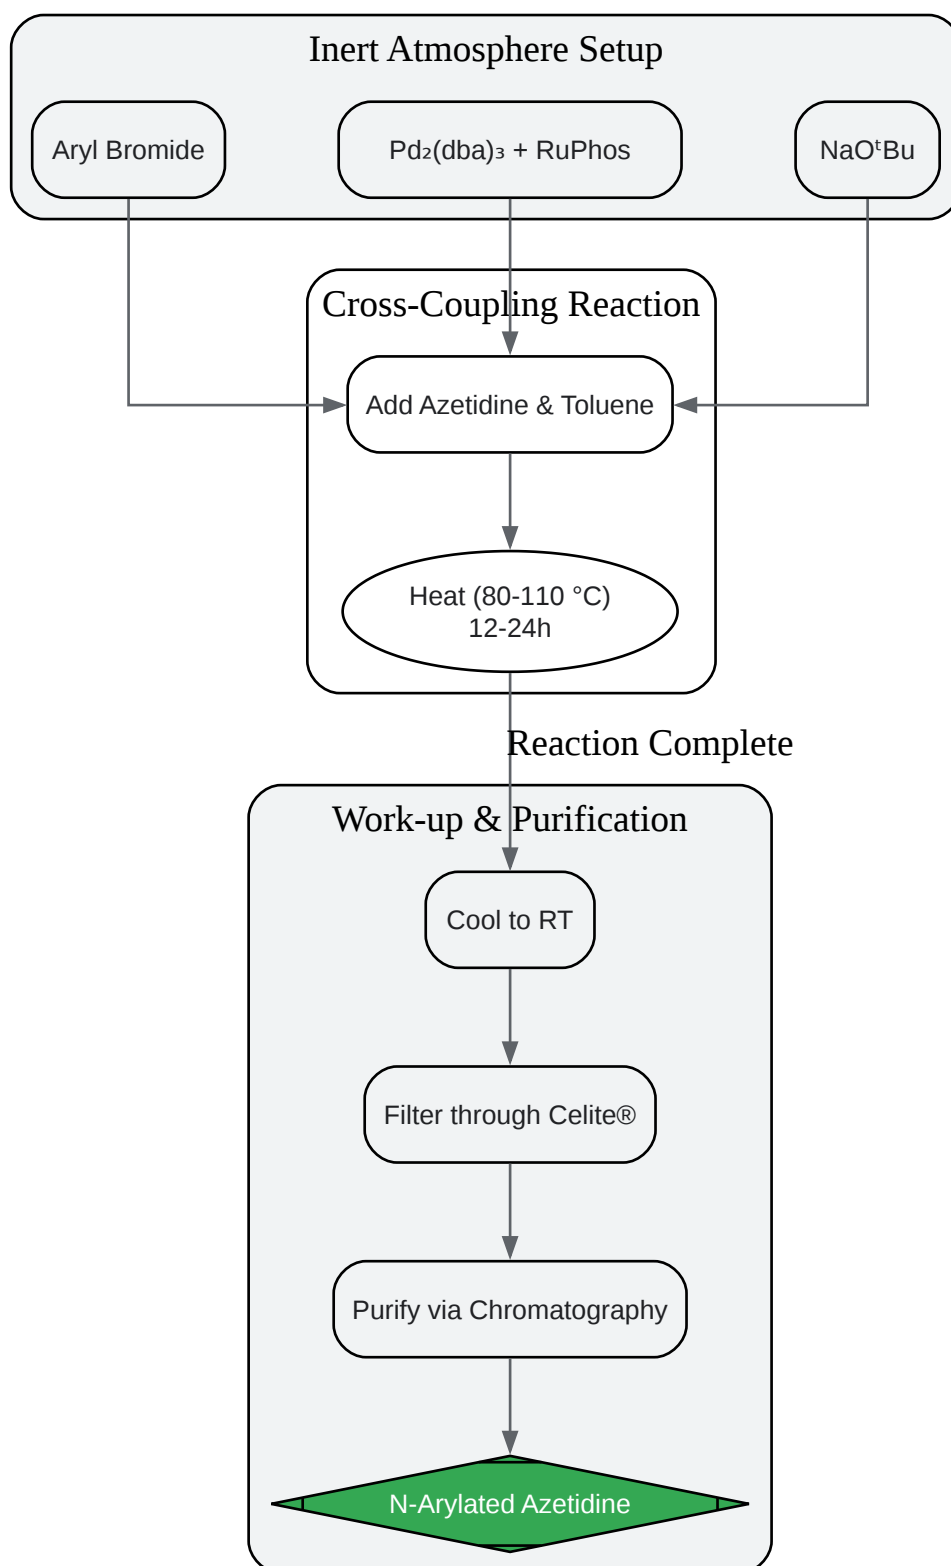 Inert Atmosphere Setup
Aryl Bromide
Pd₂(dba)₃ + RuPhos
NaOᵗBu
Cross-Coupling Reaction
Add Azetidine & Toluene
Heat (80-110 °C)
12-24h
Reaction Complete
Work-up & Purification
Cool to RT
Filter through Celite®
Purify via Chromatography
N-Arylated Azetidine